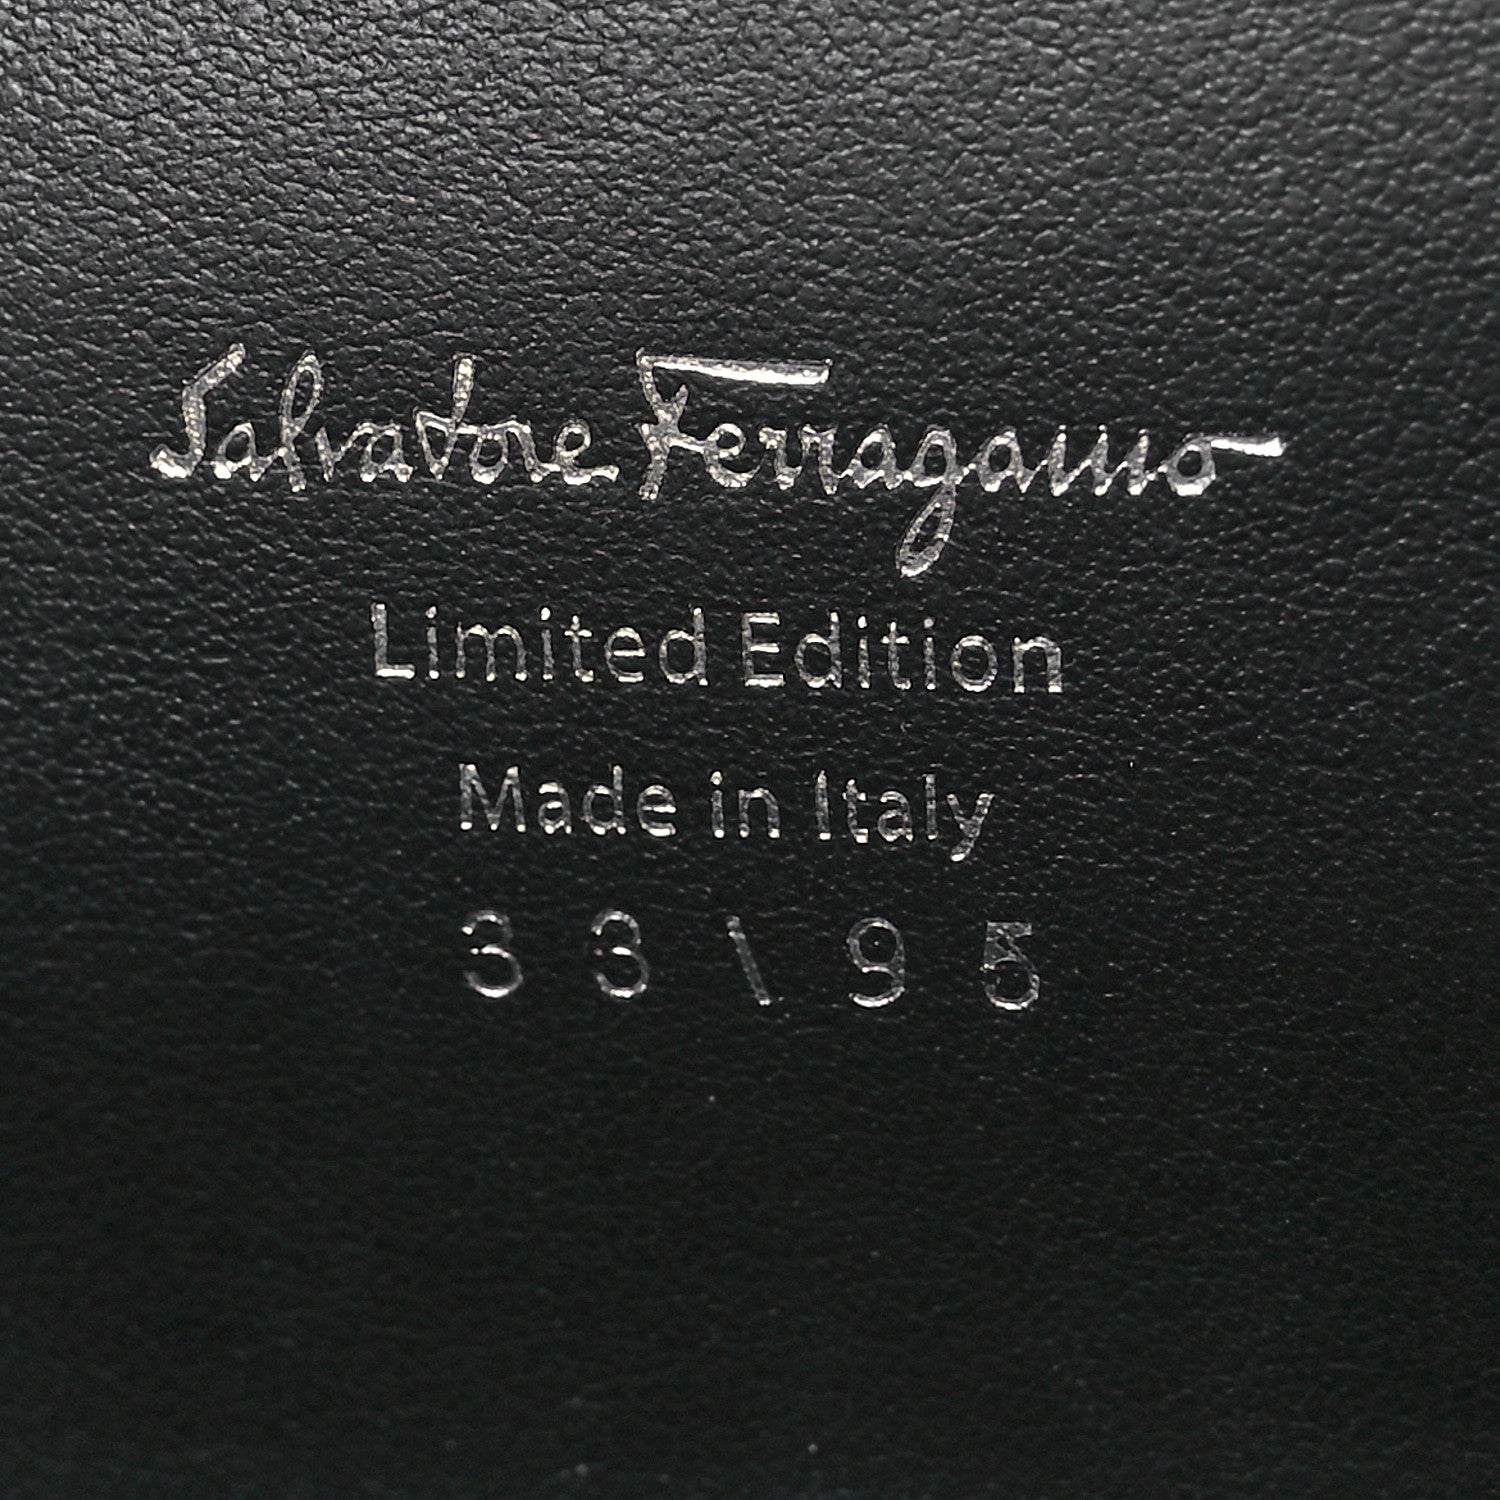 Salvatore Ferragamo
Limited Edition
Made in Italy
33\95